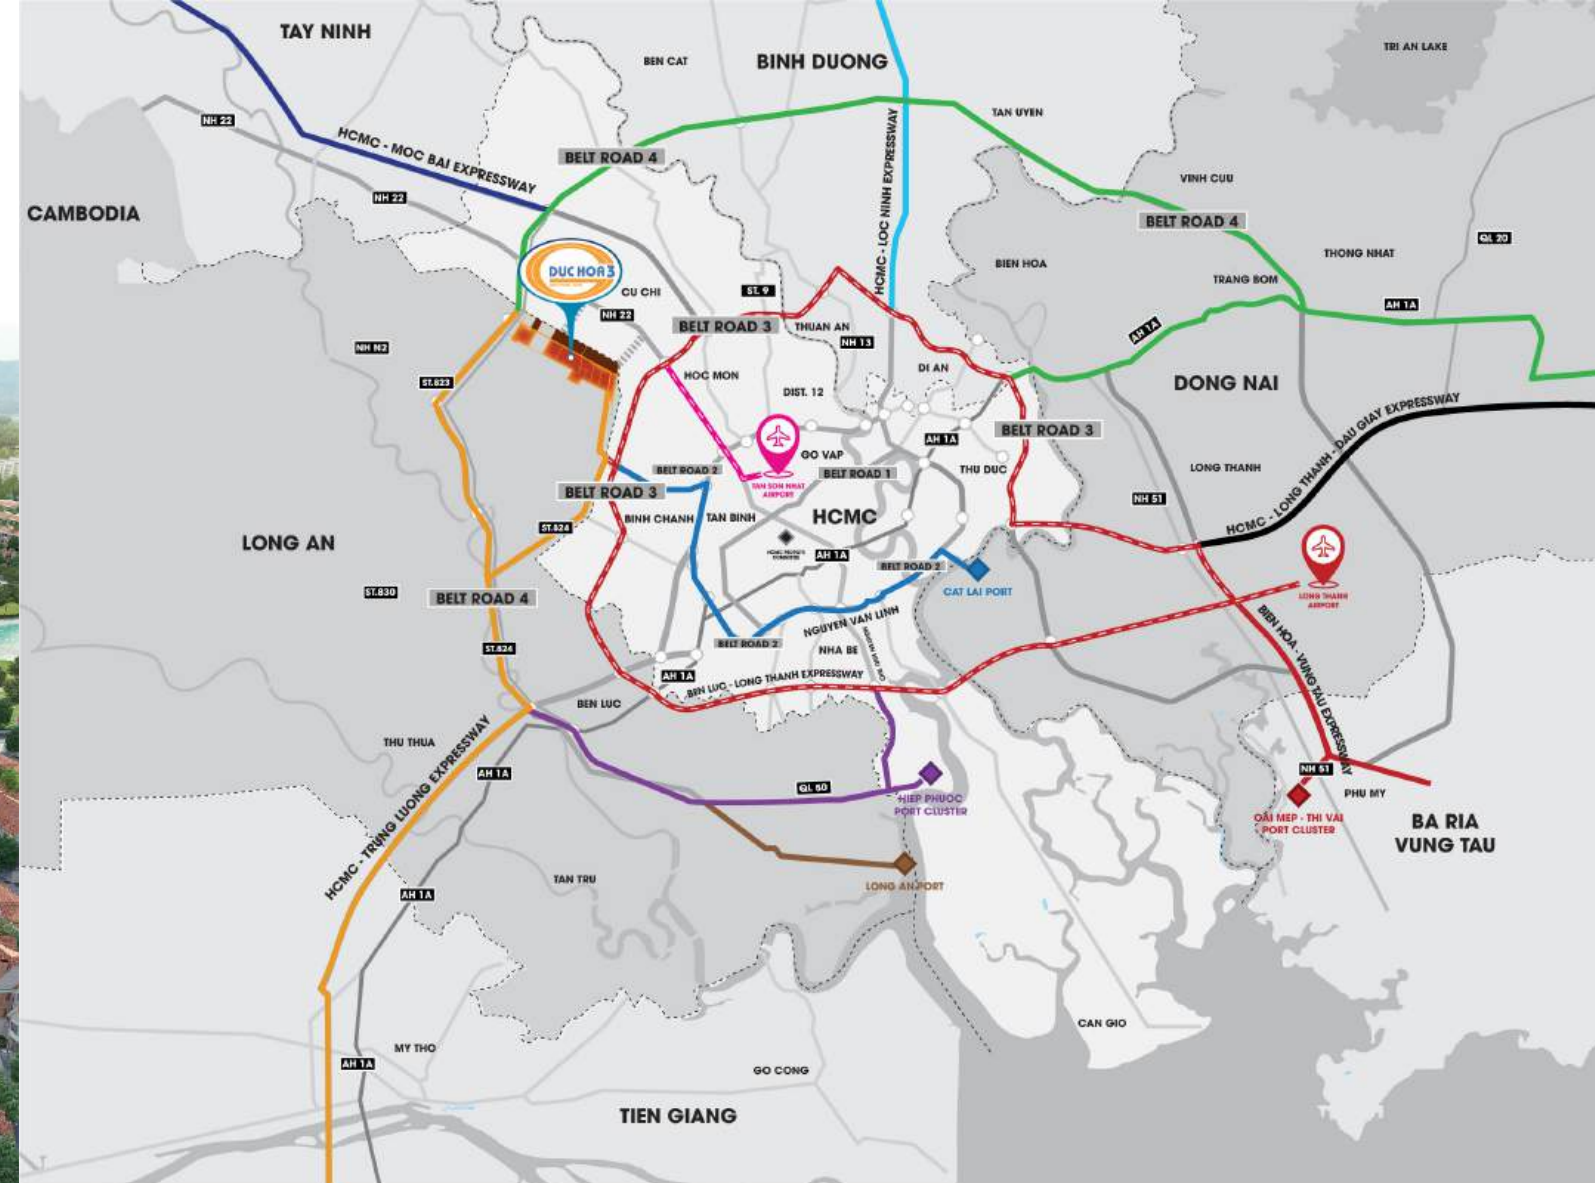 TAY NINH
BEN CAT
BINH DUONG
TRI AN LAKE
NH 22
HCMC - MOC BAI EXPRESSWAY
BELT ROAD 4
HCMC - LOC NINH EXPRESSWAY
TAN UYEN
VINH CUU
NH 22
CAMBODIA
BELT ROAD 4
QL 20
THONG NHAT
BIEN HOA
TRANG BOM
DUC HOA 3
CU CHI
ST. 9
AH 1A
NH 22
BELT ROAD 3
THUAN AN
NH 13
AH 1A
NH N2
DI AN
HOC MON
ST.823
DIST. 12
DONG NAI
HCMC - LONG THANH - DAU GIAY EXPRESSWAY
BELT ROAD 3
AH 1A
GO VAP
BELT ROAD 2
BELT ROAD 1
THU DUC
LONG THANH
TAN SON NHAT
AIRPORT
BELT ROAD 3
NH 51
BINH CHANH
TAN BINH
HCMC
ST.824
LONG AN
AH 1A
BELT ROAD 2
ST.830
BELT ROAD 4
CAT LAI PORT
LONG THANH
AIRPORT
NGUYEN VAN LINH
BELT ROAD 2
ST.824
NHA BE
BIEN HOA - VUNG TAU EXPRESSWAY
AH 1A
BEN LUC - LONG THANH EXPRESSWAY
BEN LUC
THU THUA
HCMC - TRUNG LUONG EXPRESSWAY
AH 1A
QL 50
HIEP PHUOC
PORT CLUSTER
NH 51
PHU MY
CAI MEP - THI VAI
PORT CLUSTER
BA RIA
VUNG TAU
TAN TRU
LONG AN PORT
AH 1A
CAN GIO
MY THO
AH 1A
GO CONG
TIEN GIANG